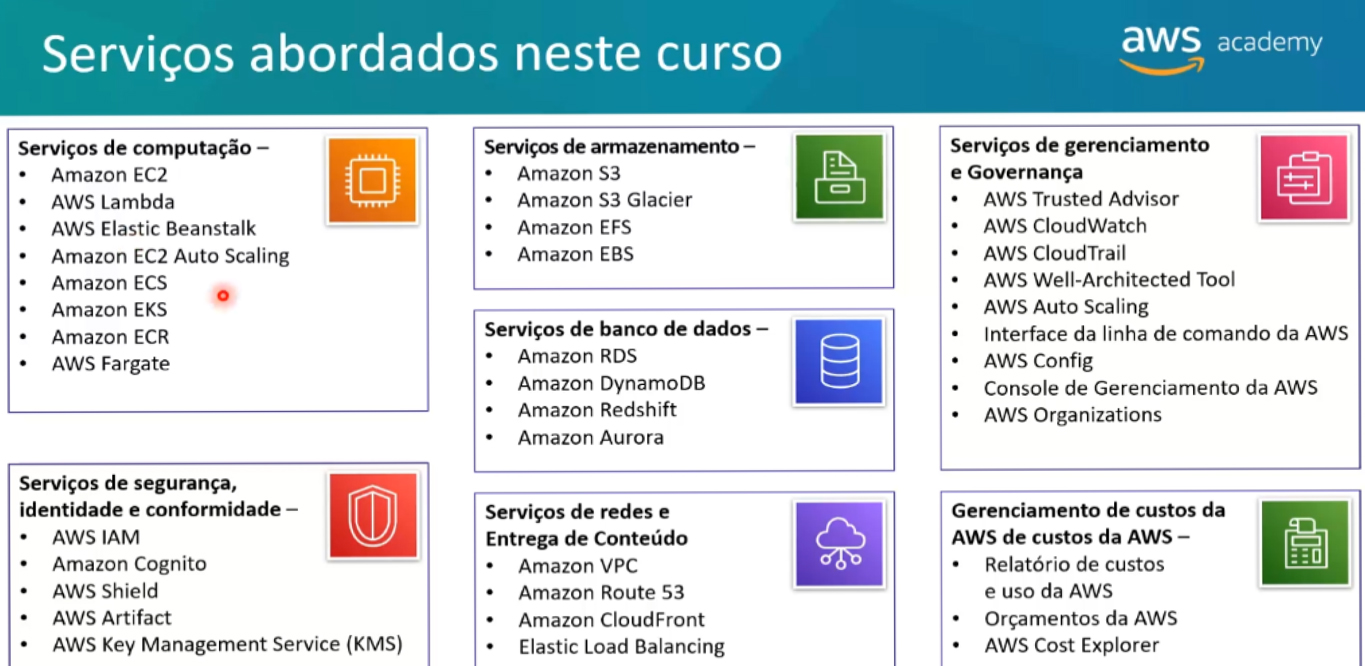 Serviços abordados neste curso
aws academy
Serviços de computação –
• Amazon EC2
• AWS Lambda
• AWS Elastic Beanstalk
• Amazon EC2 Auto Scaling
• Amazon ECS
• Amazon EKS
• Amazon ECR
• AWS Fargate
Serviços de segurança,
identidade e conformidade –
• AWS IAM
• Amazon Cognito
• AWS Shield
• AWS Artifact
• AWS Key Management Service (KMS)
Serviços de armazenamento –
• Amazon S3
• Amazon S3 Glacier
• Amazon EFS
• Amazon EBS
Serviços de banco de dados –
• Amazon RDS
• Amazon DynamoDB
• Amazon Redshift
• Amazon Aurora
Serviços de redes e
Entrega de Conteúdo
• Amazon VPC
• Amazon Route 53
• Amazon CloudFront
• Elastic Load Balancing
Serviços de gerenciamento
e Governança
• AWS Trusted Advisor
• AWS CloudWatch
• AWS CloudTrail
• AWS Well-Architected Tool
• AWS Auto Scaling
• Interface da linha de comando da AWS
• AWS Config
• Console de Gerenciamento da AWS
• AWS Organizations
Gerenciamento de custos da
AWS de custos da AWS –
• Relatório de custos
e uso da AWS
• Orçamentos da AWS
• AWS Cost Explorer